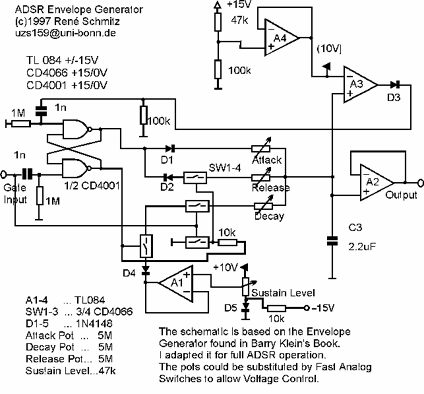 ADSR Envelope Generator
(c)1997 René Schmitz
uzs159@uni-bonn.de
TL 084 +/-15V
CD4066 +15/0V
CD4001 +15/0V
+15V
47k
A4
(10V)
100k
A3
D3
1n
1M
100k
1n
Gate
Input
1M
1/2 CD4001
D1
D2
SW1-4
Attack
Release
Decay
A2
Output
C3
2.2uF
10k
D4
A1
+10V
Sustain Level
D5
10k
-15V
A1-4 ... TL084
SW1-3 ... 3/4 CD4066
D1-5 ... 1N4148
Attack Pot ... 5M
Decay Pot ... 5M
Release Pot... 5M
Sustain Level...47k
The schematic is based on the Envelope
Generator found in Barry Klein's Book.
I adapted it for full ADSR operation.
The pots could be substituted by Fast Analog
Switches to allow Voltage Control.